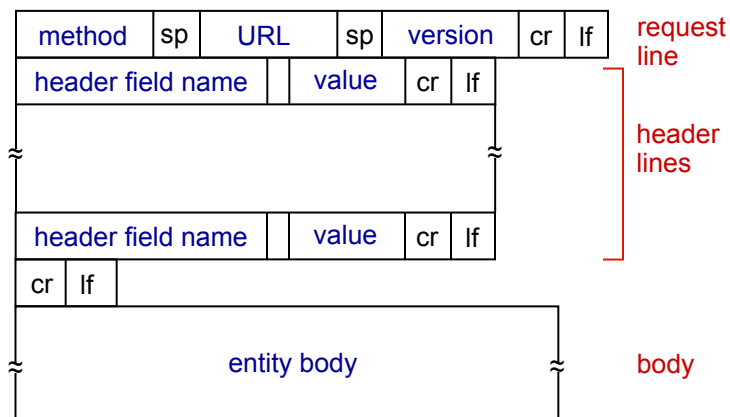 method sp URL sp version cr lf request line
header field name value cr lf
header lines
header field name value cr lf
cr lf
entity body body